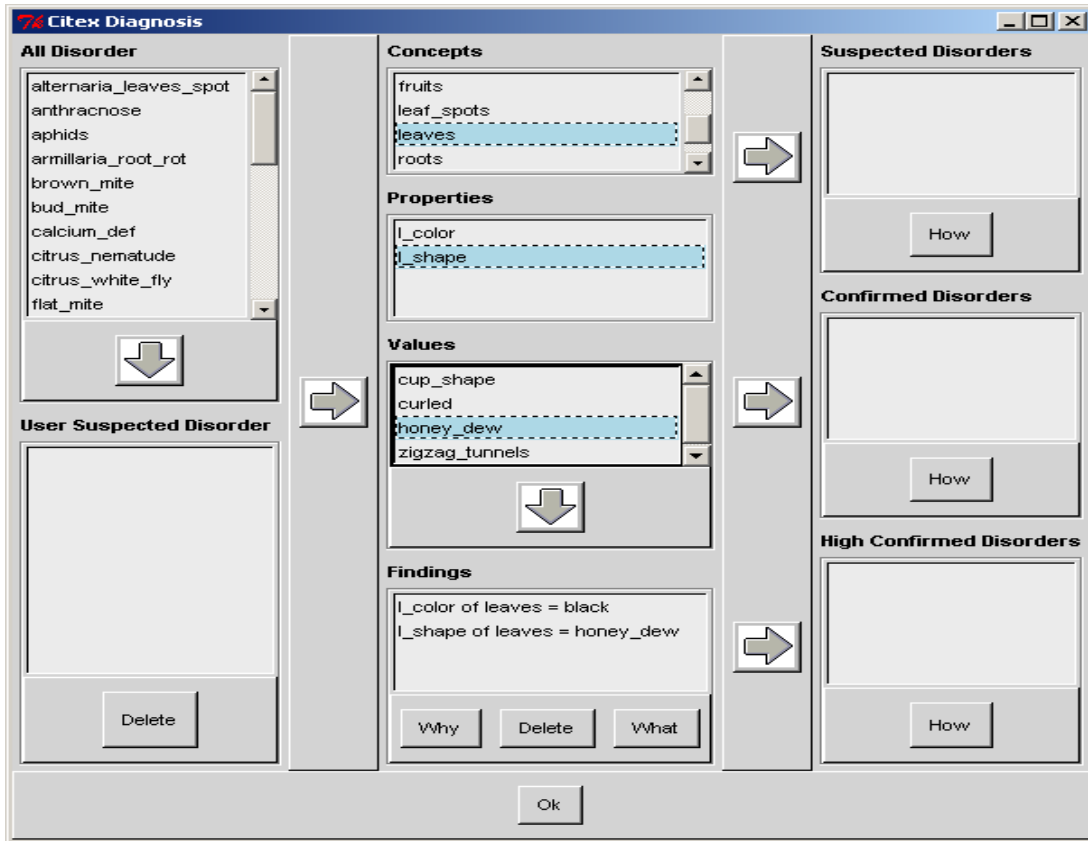 Citex Diagnosis
All Disorder
alternaria_leaves_spot
anthracnose
aphids
armillaria_root_rot
brown_mite
bud_mite
calcium_def
citrus_nematude
citrus_white_fly
flat_mite
User Suspected Disorder
Delete
Concepts
fruits
leaf_spots
leaves
roots
Properties
l_color
l_shape
Values
cup_shape
curled
honey_dew
zigzag_tunnels
Findings
l_color of leaves = black
l_shape of leaves = honey_dew
Why Delete What
Suspected Disorders
How
Confirmed Disorders
How
High Confirmed Disorders
How
Ok